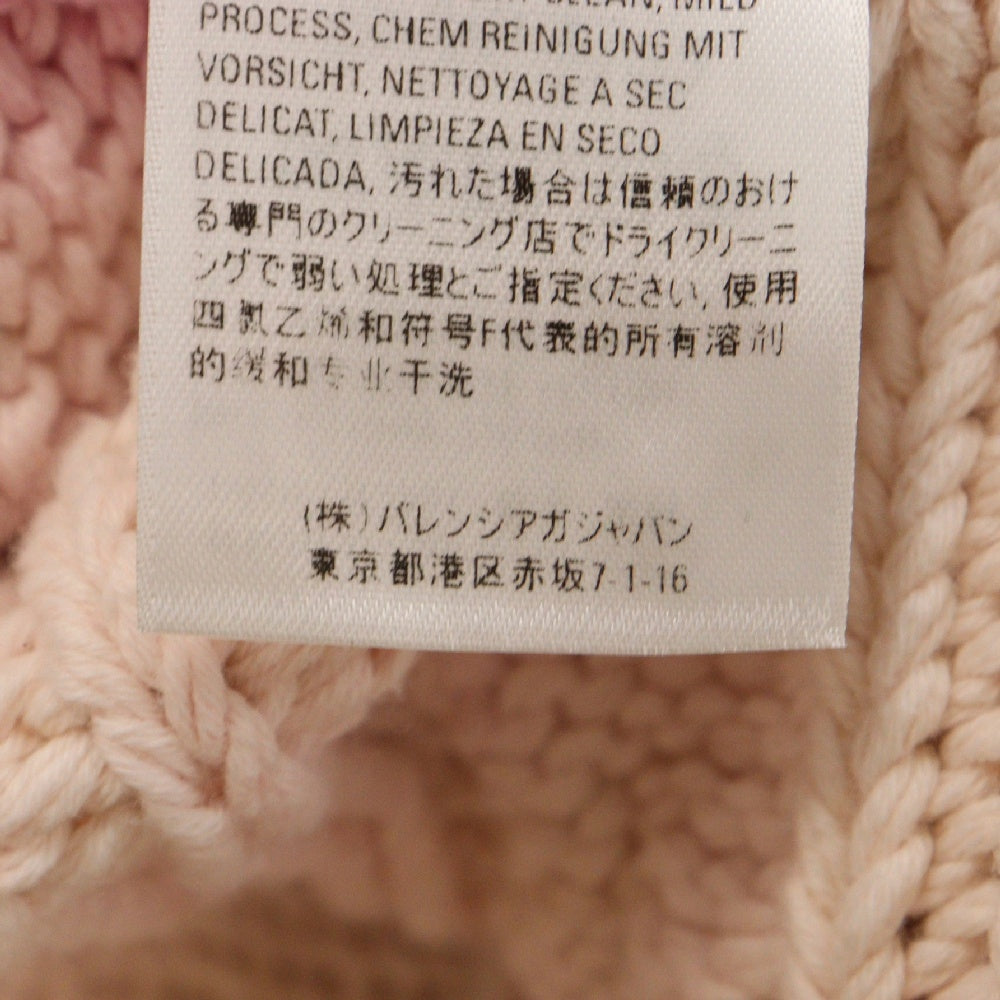 CLEAN, MILD
PROCESS, CHEM REINIGUNG MIT
VORSICHT, NETTOYAGE A SEC
DELICAT, LIMPIEZA EN SECO
DELICADA, 汚れた場合は信頼のおけ
る専門のクリーニング店でドライクリーニ
ングで弱い処理とご指定ください, 使用
四氯乙烯和符号F代表的所有溶剂
的缓和专业干洗
(株)バレンシアガジャパン
東京都港区赤坂7-1-16